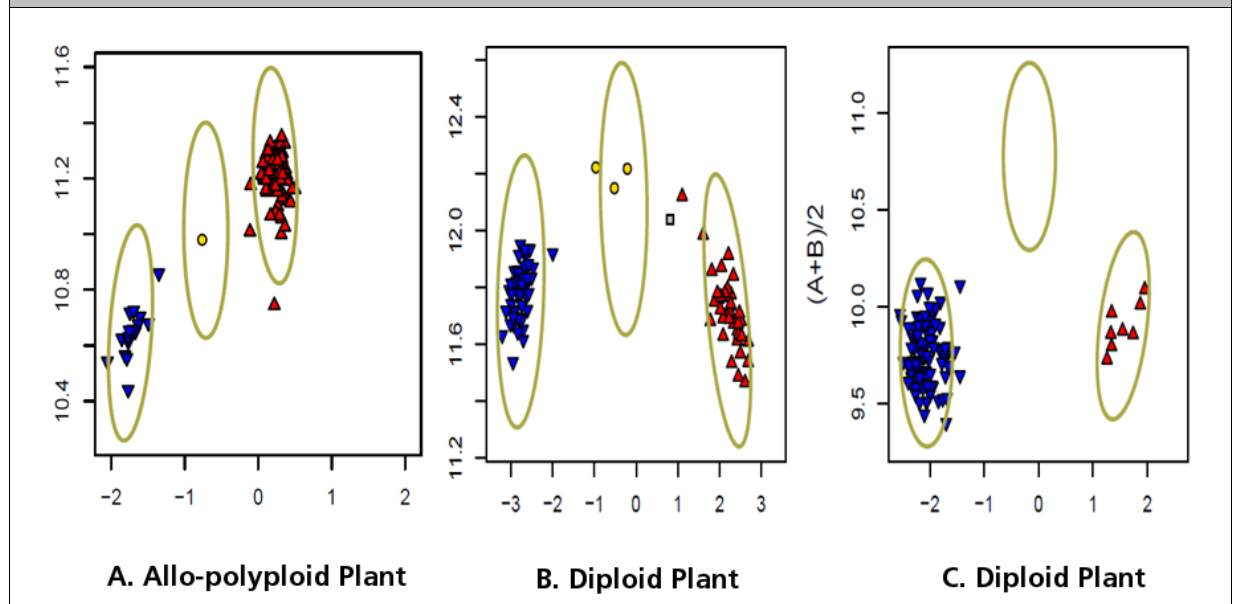 11.6
11.2
10.8
10.4
−2 −1 0 1 2
12.4
12.0
11.6
11.2
−3 −2 −1 0 1 2 3
(A+B)/2
11.0
10.5
10.0
9.5
−2 −1 0 1 2
A. Allo-polyploid Plant
B. Diploid Plant
C. Diploid Plant